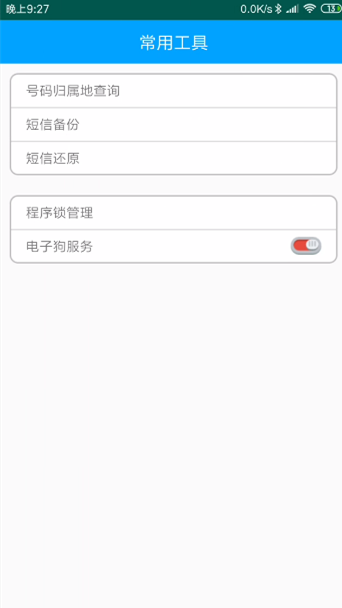 晚上9:27
0.0K/s 13
常用工具
号码归属地查询
短信备份
短信还原
程序锁管理
电子狗服务